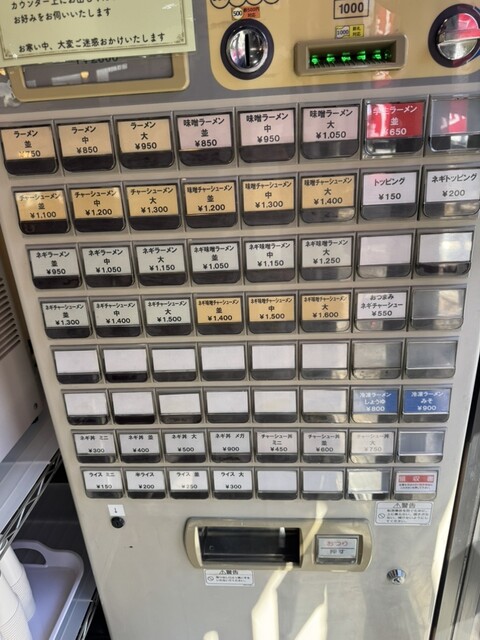 カウンター上にお出し
お好みをお伺いいたします
お寒い中、大変ご迷惑おかけいたします
500
1000
ラーメン 並
ラーメン 中 ¥850
ラーメン 大 ¥950
味噌ラーメン 並 ¥850
味噌ラーメン 中 ¥950
味噌ラーメン 大 ¥1,050
並 ¥650
チャーシューメン 並 ¥1,100
チャーシューメン 中 ¥1,200
チャーシューメン 大 ¥1,300
味噌チャーシューメン 並 ¥1,200
味噌チャーシューメン 中 ¥1,300
味噌チャーシューメン 大 ¥1,400
トッピング ¥150
ネギトッピング ¥200
ネギラーメン 並 ¥950
ネギラーメン 中 ¥1,050
ネギラーメン 大 ¥1,150
ネギ味噌ラーメン 並 ¥1,050
ネギ味噌ラーメン 中 ¥1,150
ネギ味噌ラーメン 大 ¥1,250
ネギチャーシューメン 並 ¥1,300
ネギチャーシューメン 中 ¥1,400
ネギチャーシューメン 大 ¥1,500
ネギ味噌チャーシューメン 並 ¥1,400
ネギ味噌チャーシューメン 中 ¥1,500
ネギ味噌チャーシューメン 大 ¥1,600
おつまみ ネギチャーシュー ¥550
冷凍ラーメン しょうゆ ¥800
冷凍ラーメン みそ ¥900
ネギ丼 ミニ ¥300
ネギ丼 並 ¥400
ネギ丼 大 ¥500
ネギ丼 メガ ¥900
チャーシュー丼 ミニ ¥450
チャーシュー丼 並 ¥600
チャーシュー丼 大 ¥750
ライス ミニ ¥150
半ライス ¥200
ライス 並 ¥250
ライス 大 ¥300
領収書
警告
おつり 押す
警告